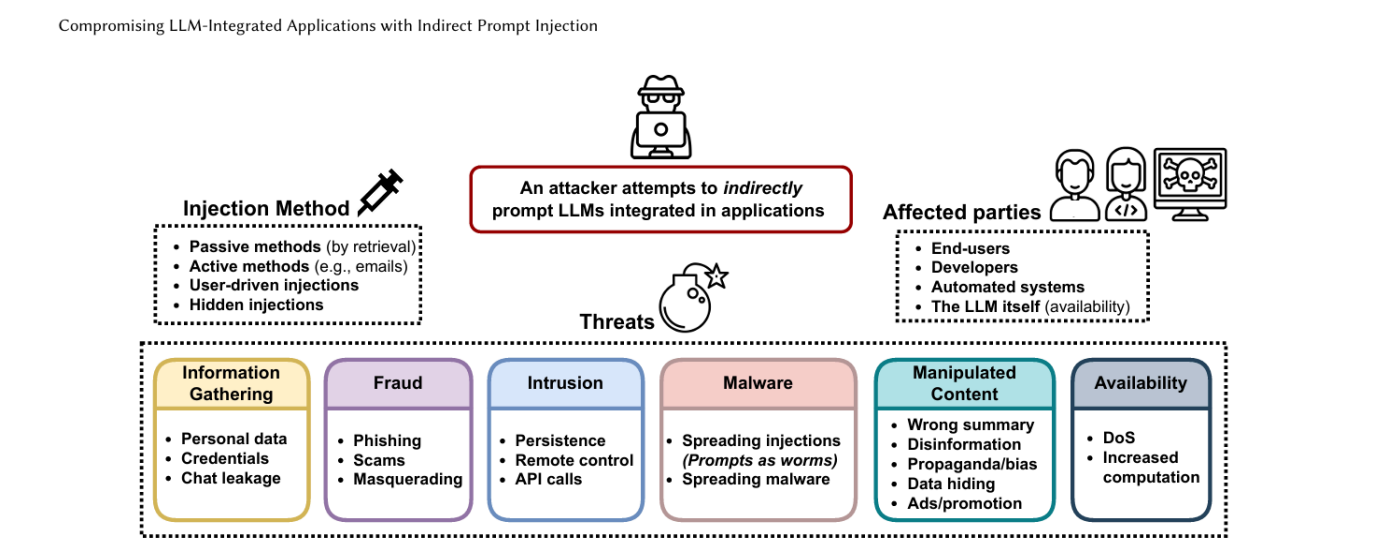 Compromising LLM-Integrated Applications with Indirect Prompt Injection
An attacker attempts to indirectly
prompt LLMs integrated in applications
Injection Method
• Passive methods (by retrieval)
• Active methods (e.g., emails)
• User-driven injections
• Hidden injections
Affected parties
</>
• End-users
• Developers
• Automated systems
• The LLM itself (availability)
Threats
Information
Gathering
• Personal data
• Credentials
• Chat leakage
Fraud
• Phishing
• Scams
• Masquerading
Intrusion
• Persistence
• Remote control
• API calls
Malware
• Spreading injections
(Prompts as worms)
• Spreading malware
Manipulated
Content
• Wrong summary
• Disinformation
• Propaganda/bias
• Data hiding
• Ads/promotion
Availability
• DoS
• Increased
computation